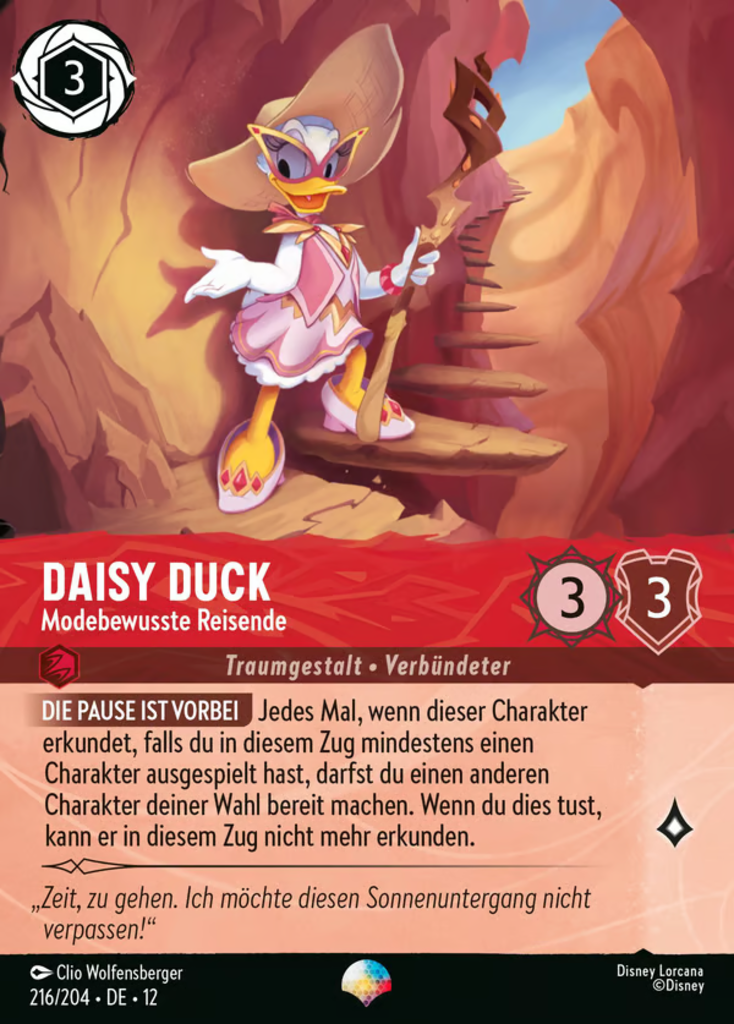 3
DAISY DUCK
Modebewusste Reisende
3
3
Traumgestalt • Verbündeter
DIE PAUSE IST VORBEI Jedes Mal, wenn dieser Charakter
erkundet, falls du in diesem Zug mindestens einen
Charakter ausgespielt hast, darfst du einen anderen
Charakter deiner Wahl bereit machen. Wenn du dies tust,
kann er in diesem Zug nicht mehr erkunden.
„Zeit, zu gehen. Ich möchte diesen Sonnenuntergang nicht
verpassen!“
Clio Wolfensberger
216/204 • DE • 12
Disney Lorcana
©Disney